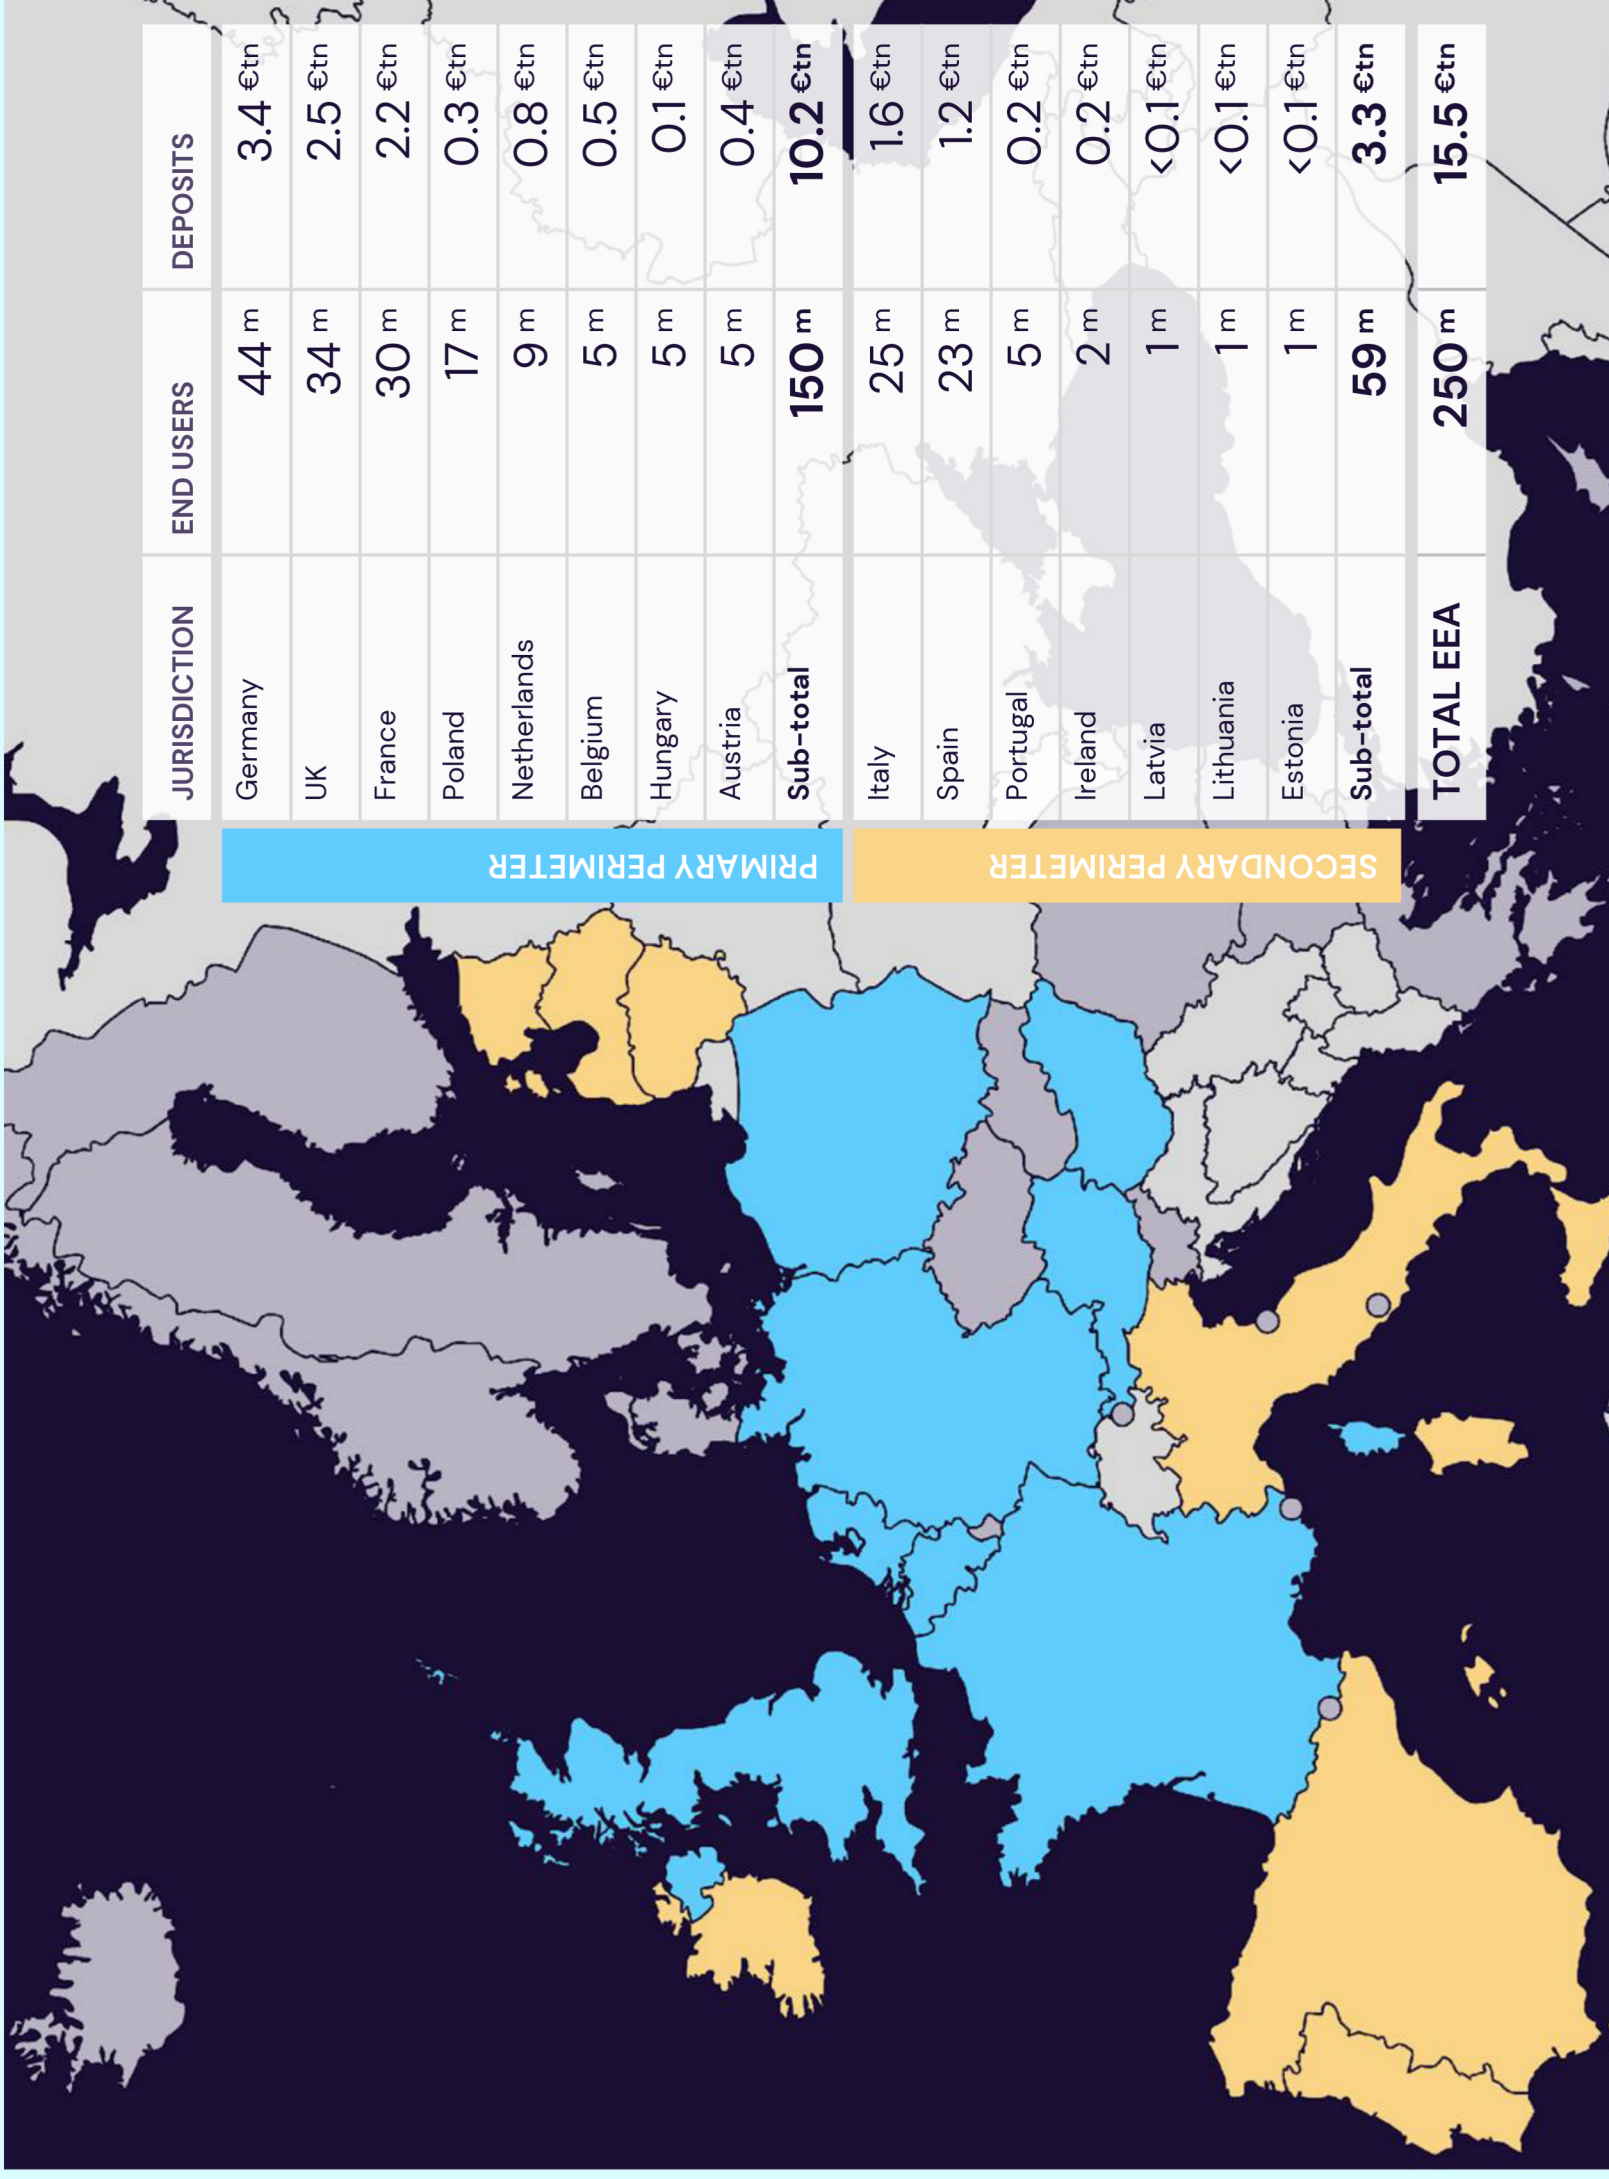 JURISDICTION END USERS DEPOSITS
PRIMARY PERIMETER
Germany 44 m 3.4 €tn
UK 34 m 2.5 €tn
France 30 m 2.2 €tn
Poland 17 m 0.3 €tn
Netherlands 9 m 0.8 €tn
Belgium 5 m 0.5 €tn
Hungary 5 m 0.1 €tn
Austria 5 m 0.4 €tn
Sub-total 150 m 10.2 €tn
SECONDARY PERIMETER
Italy 25 m 1.6 €tn
Spain 23 m 1.2 €tn
Portugal 5 m 0.2 €tn
Ireland 2 m 0.2 €tn
Latvia 1 m <0.1 €tn
Lithuania 1 m <0.1 €tn
Estonia 1 m <0.1 €tn
Sub-total 59 m 3.3 €tn
TOTAL EEA 250 m 15.5 €tn